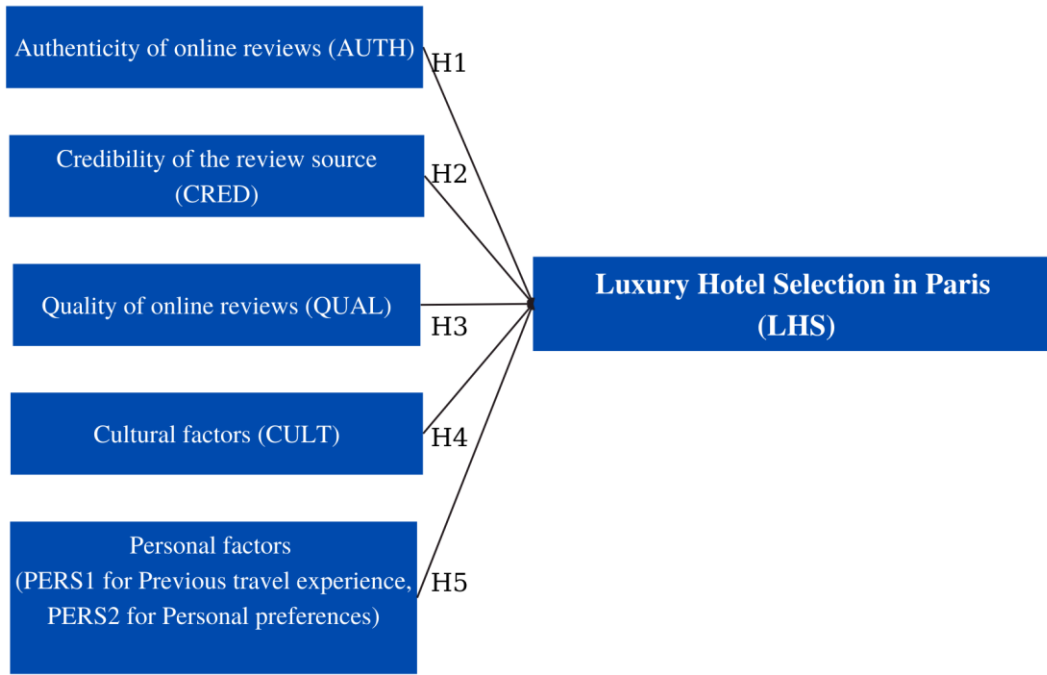 Authenticity of online reviews (AUTH)
H1
Credibility of the review source
(CRED)
H2
Quality of online reviews (QUAL)
H3
Luxury Hotel Selection in Paris
(LHS)
Cultural factors (CULT)
H4
Personal factors
(PERS1 for Previous travel experience,
PERS2 for Personal preferences)
H5